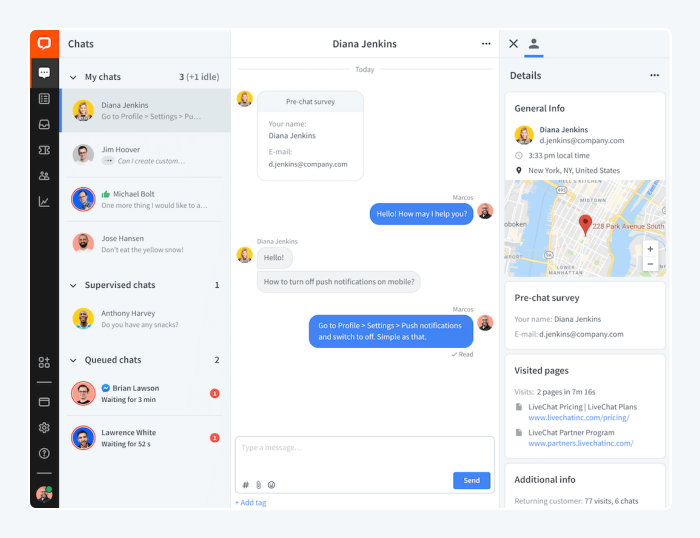 Chats
My chats
3 (+1 idle)
Diana Jenkins
Go to Profile > Settings > Pu...
Jim Hoover
Can I create custom...
Michael Bolt
One more thing I would like to a...
Jose Hansen
Don't eat the yellow snow!
Supervised chats
1
Anthony Harvey
Do you have any snacks?
Queued chats
2
Brian Lawson
Waiting for 3 min
1
Lawrence White
Waiting for 52 s
1
Diana Jenkins
Today
Pre-chat survey
Your name:
Diana Jenkins
E-mail:
d.jenkins@company.com
Marcos
Hello! How may I help you?
Diana Jenkins
Hello!
How to turn off push notifications on mobile?
Marcos
Go to Profile > Settings > Push notifications
and switch to off. Simple as that.
Read
Type a message...
#
Send
+ Add tag
Details
General Info
Diana Jenkins
d.jenkins@company.com
3:33 pm local time
New York, NY, United States
HELL'S KITCHEN
495
MIDTOWN
oboken
228 Park Avenue South
LOWER
MANHATTAN
+
−
Pre-chat survey
Your name: Diana Jenkins
E-mail: d.jenkins@company.com
Visited pages
Visits: 2 pages in 7m 16s
LiveChat Pricing | LiveChat Plans
www.livechatinc.com/pricing/
LiveChat Partner Program
www.partners.livechatinc.com/
Additional info
Returning customer: 77 visits, 6 chats